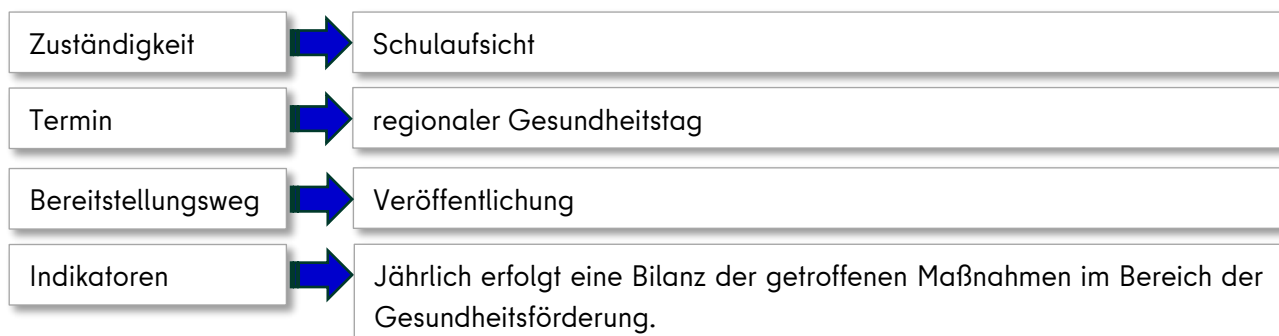 Zuständigkeit Schulaufsicht
Termin regionaler Gesundheitstag
Bereitstellungsweg Veröffentlichung
Indikatoren Jährlich erfolgt eine Bilanz der getroffenen Maßnahmen im Bereich der
Gesundheitsförderung.